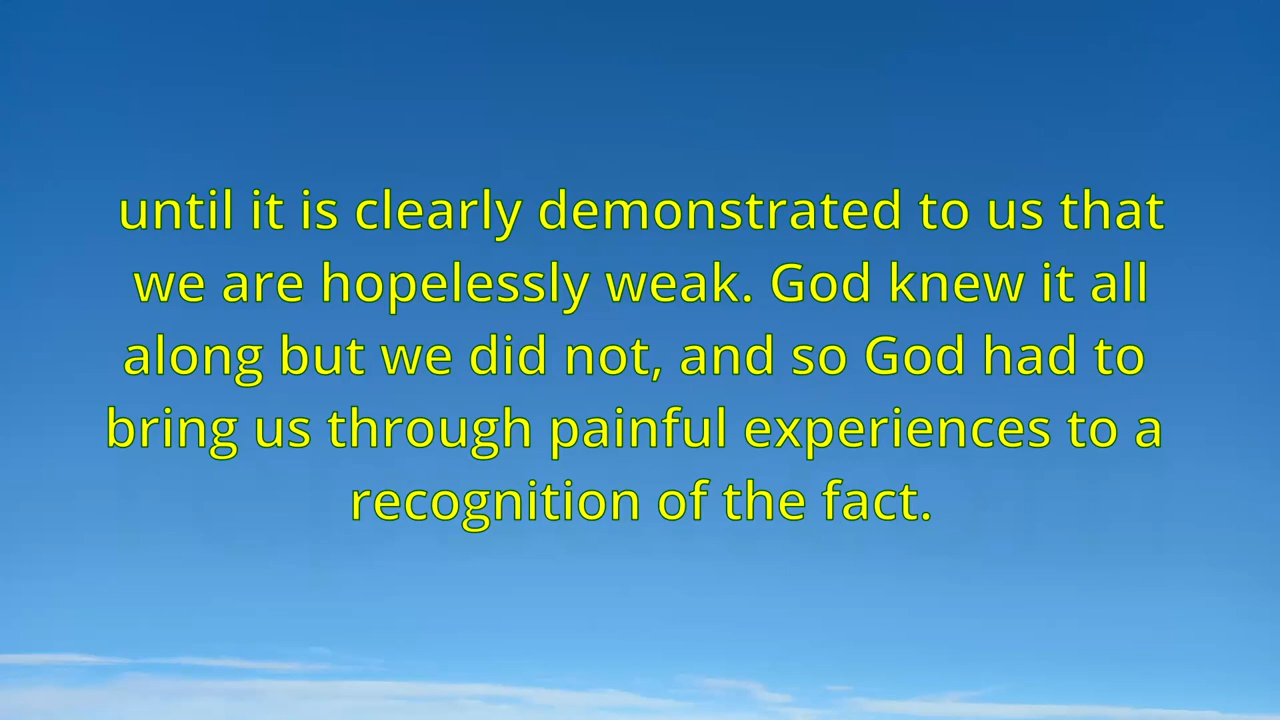 until it is clearly demonstrated to us that
we are hopelessly weak. God knew it all
along but we did not, and so God had to
bring us through painful experiences to a
recognition of the fact.